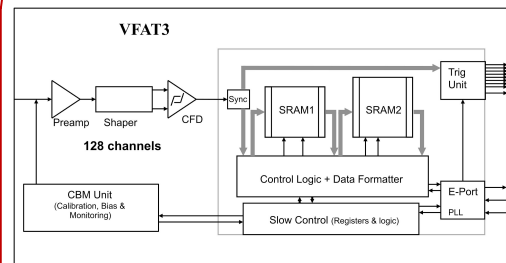 VFAT3
Sync
Trig
Unit
SRAM1
SRAM2
Preamp
Shaper
CFD
128 channels
Control Logic + Data Formatter
E-Port
PLL
CBM Unit
(Calibration, Bias &
Monitoring)
Slow Control (Registers & logic)